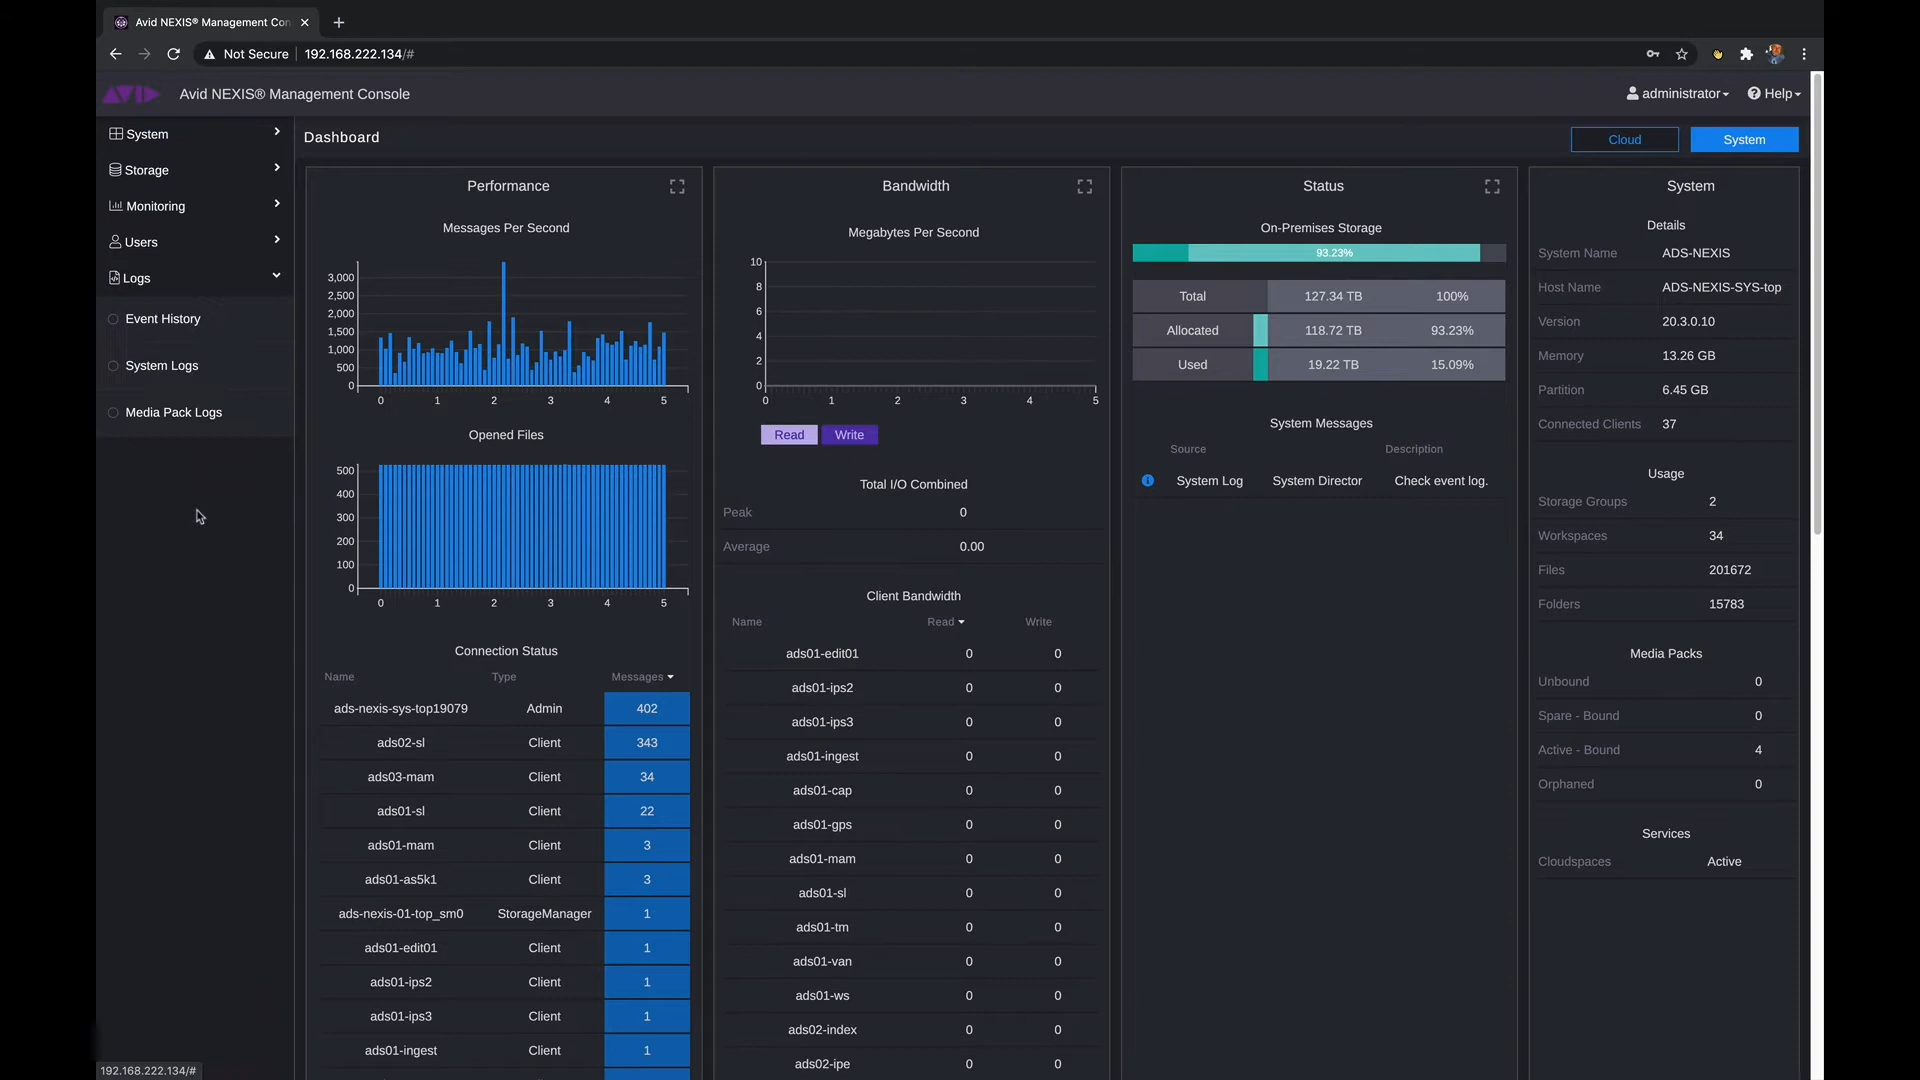 Avid NEXIS® Management Con
Not Secure 192.168.222.134/#
AVID Avid NEXIS® Management Console
administrator Help
System
Storage
Monitoring
Users
Logs
Event History
System Logs
Media Pack Logs
Dashboard
Cloud System
Performance
Messages Per Second
3,000
2,500
2,000
1,500
1,000
500
0
0 1 2 3 4 5
Opened Files
500
400
300
200
100
0
0 1 2 3 4 5
Connection Status
Name Type Messages
ads-nexis-sys-top19079 Admin 402
ads02-sl Client 343
ads03-mam Client 34
ads01-sl Client 22
ads01-mam Client 3
ads01-as5k1 Client 3
ads-nexis-01-top_sm0 StorageManager 1
ads01-edit01 Client 1
ads01-ips2 Client 1
ads01-ips3 Client 1
ads01-ingest Client 1
Bandwidth
Megabytes Per Second
10
8
6
4
2
0
0 1 2 3 4 5
Read Write
Total I/O Combined
Peak 0
Average 0.00
Client Bandwidth
Name Read Write
ads01-edit01 0 0
ads01-ips2 0 0
ads01-ips3 0 0
ads01-ingest 0 0
ads01-cap 0 0
ads01-gps 0 0
ads01-mam 0 0
ads01-sl 0 0
ads01-tm 0 0
ads01-van 0 0
ads01-ws 0 0
ads02-index 0 0
ads02-ipe 0 0
Status
On-Premises Storage
93.23%
Total 127.34 TB 100%
Allocated 118.72 TB 93.23%
Used 19.22 TB 15.09%
System Messages
Source Description
System Log System Director Check event log.
System
Details
System Name ADS-NEXIS
Host Name ADS-NEXIS-SYS-top
Version 20.3.0.10
Memory 13.26 GB
Partition 6.45 GB
Connected Clients 37
Usage
Storage Groups 2
Workspaces 34
Files 201672
Folders 15783
Media Packs
Unbound 0
Spare - Bound 0
Active - Bound 4
Orphaned 0
Services
Cloudspaces Active
192.168.222.134/#